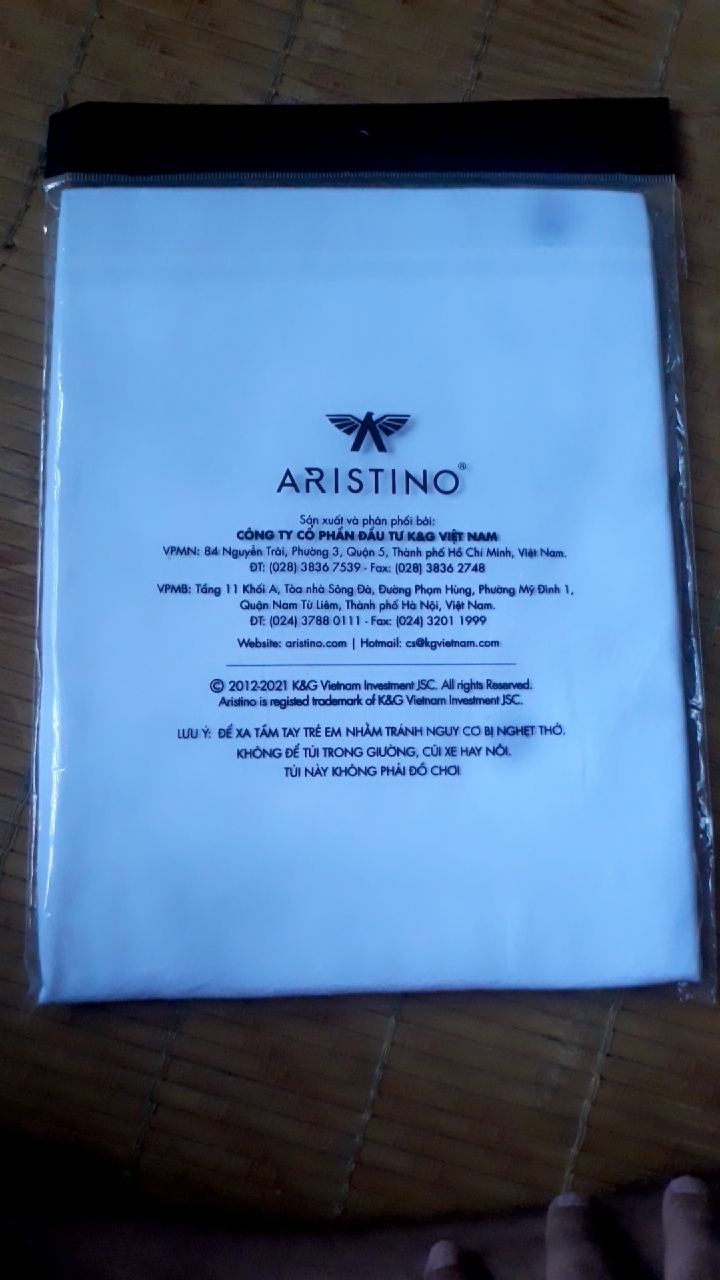 ARISTINO®
Sản xuất và phân phối bởi:
CÔNG TY CỔ PHẦN ĐẦU TƯ K&G VIỆT NAM
VPMN: 84 Nguyễn Trãi, Phường 3, Quận 5, Thành phố Hồ Chí Minh, Việt Nam.
ĐT: (028) 3836 7539 - Fax: (028) 3836 2748
VPMB: Tầng 11 Khối A, Tòa nhà Sông Đà, Đường Phạm Hùng, Phường Mỹ Đình 1,
Quận Nam Từ Liêm, Thành phố Hà Nội, Việt Nam.
ĐT: (024) 3788 0111 - Fax: (024) 3201 1999
Website: aristino.com | Hotmail: cs@kgvietnam.com
© 2012-2021 K&G Vietnam Investment JSC. All rights Reserved.
Aristino is registed trademark of K&G Vietnam Investment JSC.
LƯU Ý: ĐỂ XA TẦM TAY TRẺ EM NHẰM TRÁNH NGUY CƠ BỊ NGHẸT THỞ.
KHÔNG ĐỂ TÚI TRONG GIƯỜNG, CŨI XE HAY NÔI.
TÚI NÀY KHÔNG PHẢI ĐỒ CHƠI